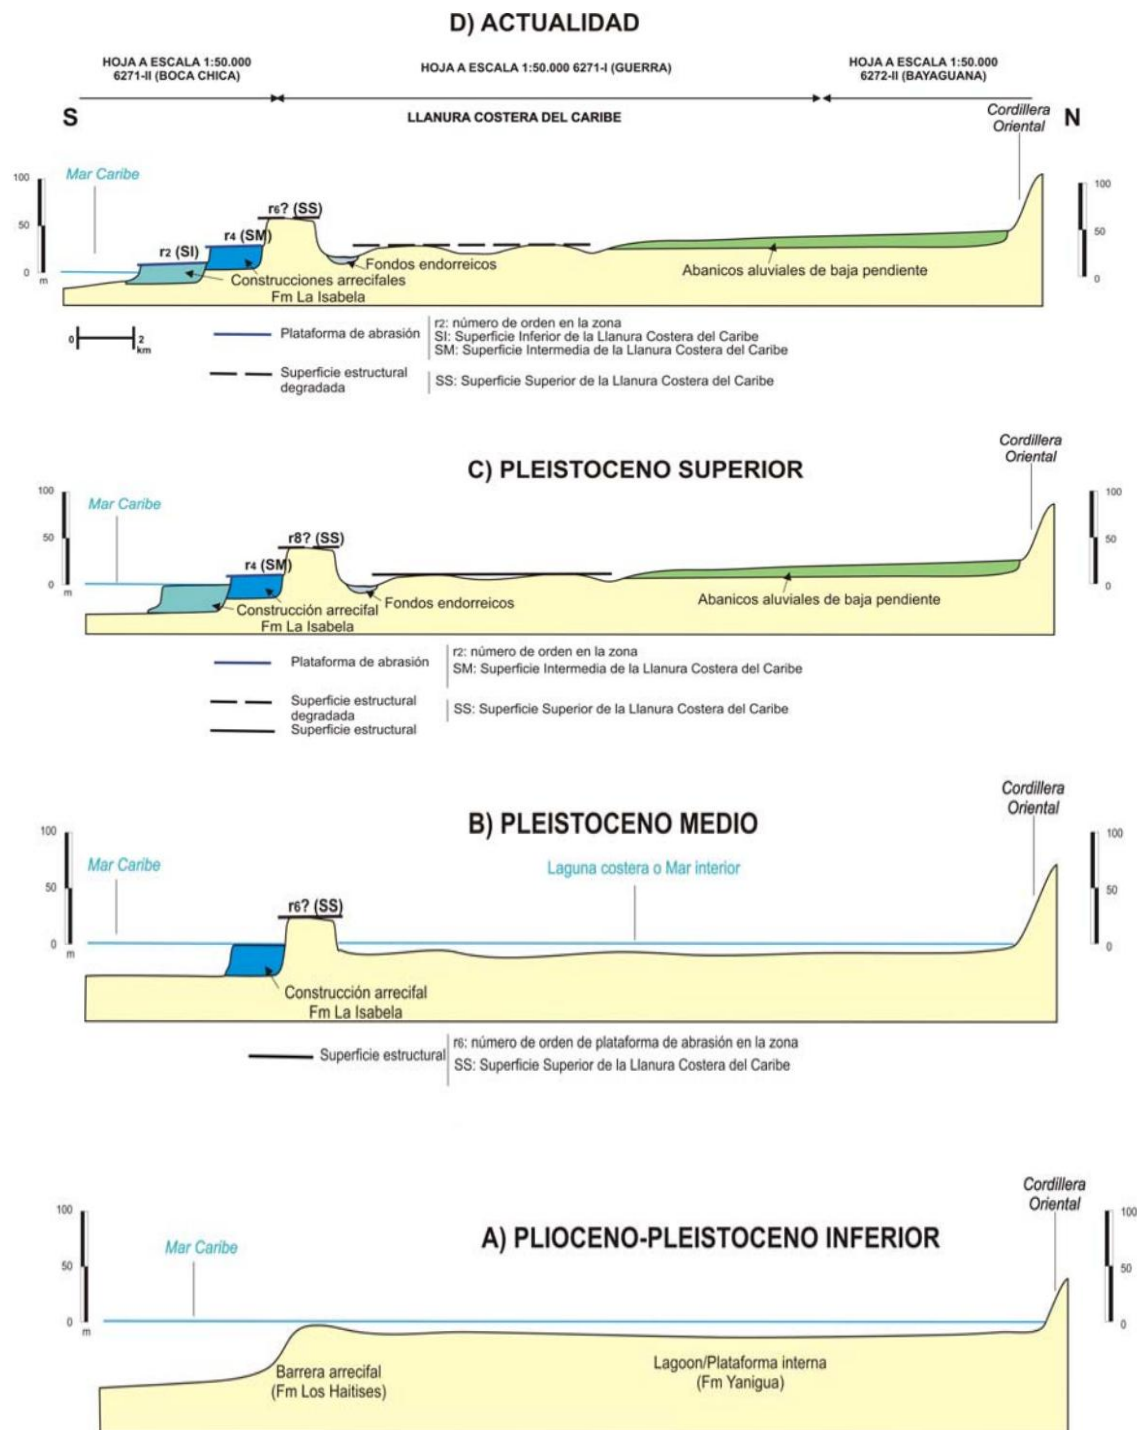 D) ACTUALIDAD
HOJA A ESCALA 1:50.000
6271-II (BOCA CHICA)
HOJA A ESCALA 1:50.000 6271-I (GUERRA)
HOJA A ESCALA 1:50.000
6272-II (BAYAGUANA)
S
LLANURA COSTERA DEL CARIBE
Cordillera
Oriental
N
100
50
0
m
Mar Caribe
r2 (SI)
r4 (SM)
r6? (SS)
Fondos endorreicos
Construcciones arrecifales
Fm La Isabela
Abanicos aluviales de baja pendiente
100
50
0
0 2
km
Plataforma de abrasión
r2: número de orden en la zona
SI: Superficie Inferior de la Llanura Costera del Caribe
SM: Superficie Intermedia de la Llanura Costera del Caribe
Superficie estructural
degradada
SS: Superficie Superior de la Llanura Costera del Caribe
C) PLEISTOCENO SUPERIOR
Cordillera
Oriental
100
50
0
m
Mar Caribe
r4 (SM)
r8? (SS)
Fondos endorreicos
Construcción arrecifal
Fm La Isabela
Abanicos aluviales de baja pendiente
100
50
0
Plataforma de abrasión
r2: número de orden en la zona
SM: Superficie Intermedia de la Llanura Costera del Caribe
Superficie estructural
degradada
SS: Superficie Superior de la Llanura Costera del Caribe
Superficie estructural
B) PLEISTOCENO MEDIO
Cordillera
Oriental
100
50
0
m
Mar Caribe
r6? (SS)
Laguna costera o Mar interior
Construcción arrecifal
Fm La Isabela
100
50
0
Superficie estructural
r6: número de orden de plataforma de abrasión en la zona
SS: Superficie Superior de la Llanura Costera del Caribe
A) PLIOCENO-PLEISTOCENO INFERIOR
Cordillera
Oriental
100
50
0
m
Mar Caribe
Barrera arrecifal
(Fm Los Haitises)
Lagoon/Plataforma interna
(Fm Yanigua)
100
50
0